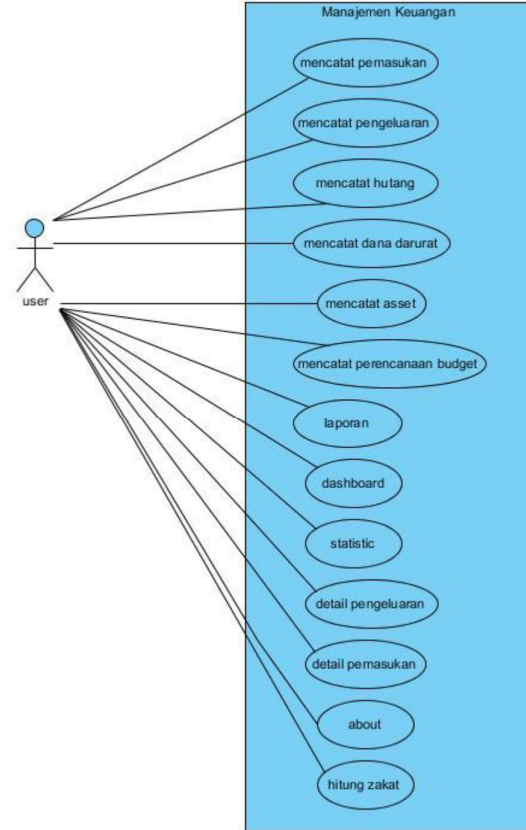 Manajemen Keuangan
mencatat pemasukan
mencatat pengeluaran
mencatat hutang
mencatat dana darurat
user
mencatat asset
mencatat perencanaan budget
laporan
dashboard
statistic
detail pengeluaran
detail pemasukan
about
hitung zakat